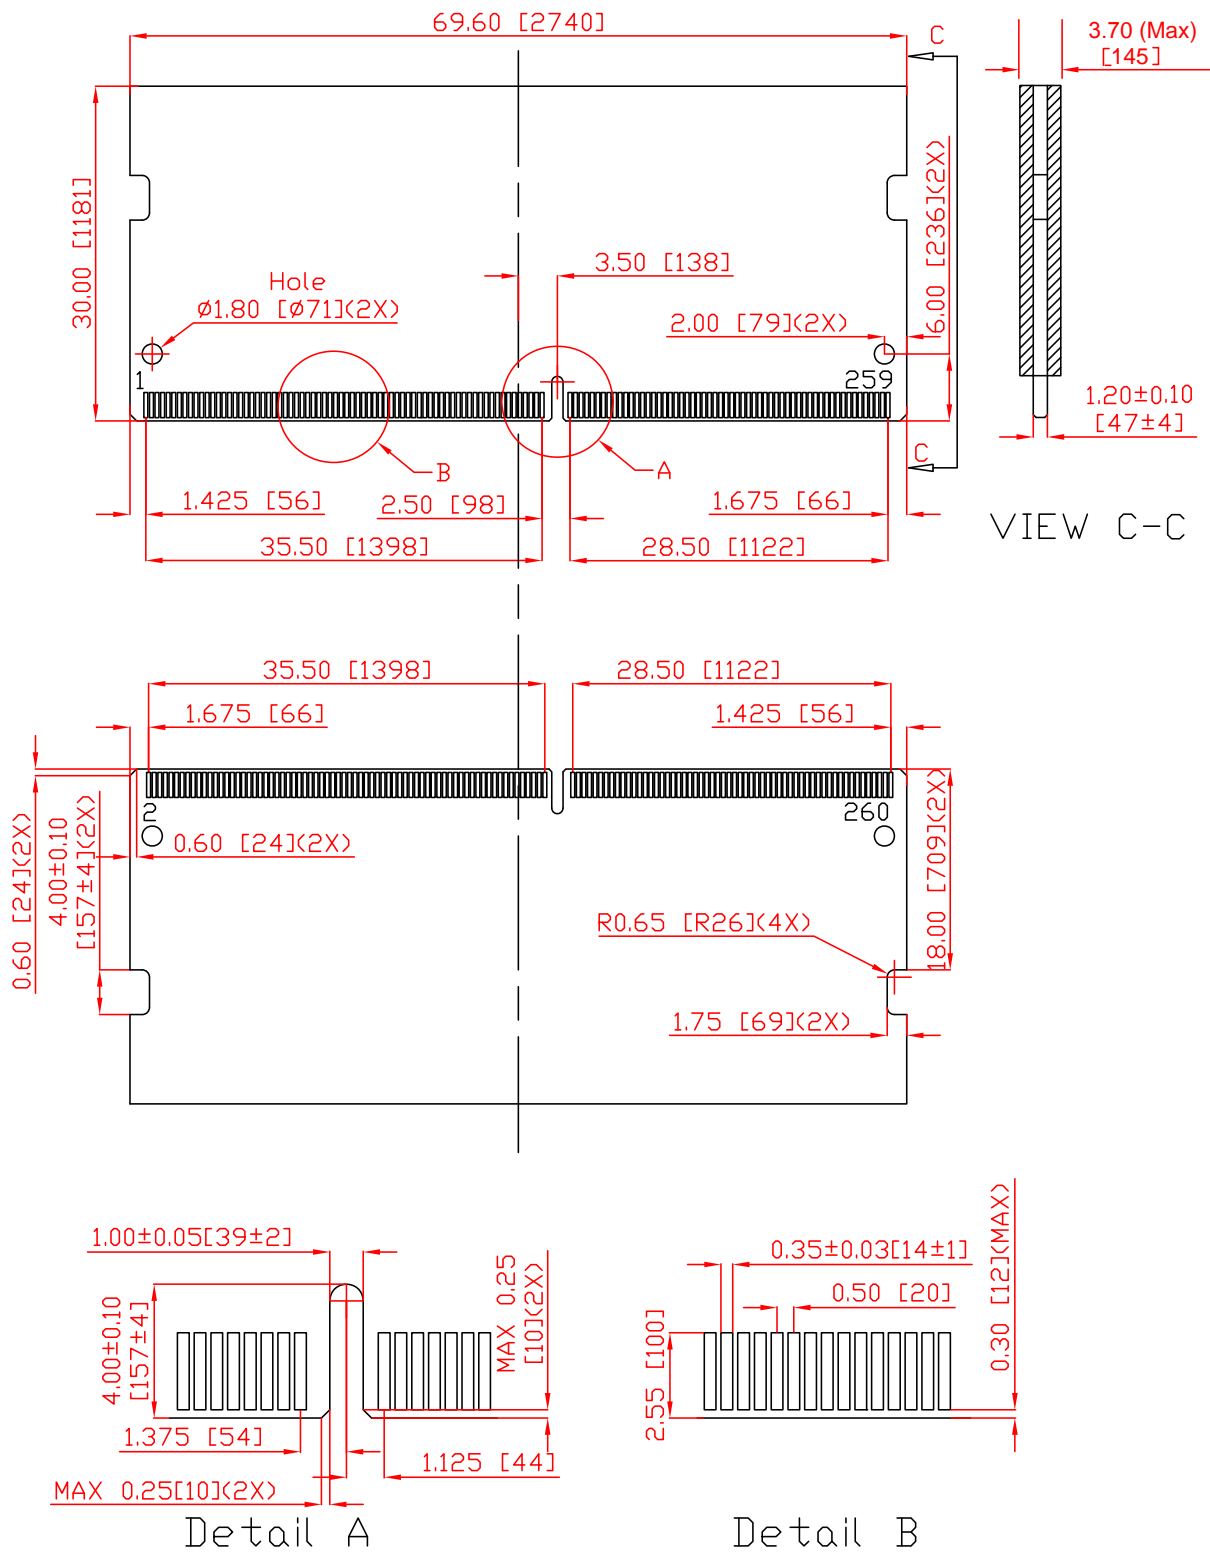 69.60 [2740]
C
3.70 (Max)
[145]
30.00 [1181]
6.00 [236](2X)
3.50 [138]
Hole
Ø1.80 [Ø71](2X)
2.00 [79](2X)
1
259
1.20±0.10
[47±4]
B
A
C
1.425 [56]
2.50 [98]
1.675 [66]
35.50 [1398]
28.50 [1122]
VIEW C-C
35.50 [1398]
28.50 [1122]
1.675 [66]
1.425 [56]
2
260
0.60 [24](2X)
4.00±0.10
[157±4](2X)
0.60 [24](2X)
18.00 [709](2X)
R0.65 [R26](4X)
1.75 [69](2X)
1.00±0.05[39±2]
4.00±0.10
[157±4]
MAX 0.25
[10](2X)
1.375 [54]
1.125 [44]
MAX 0.25[10](2X)
Detail A
0.35±0.03[14±1]
0.50 [20]
2.55 [100]
0.30 [12](MAX)
Detail B